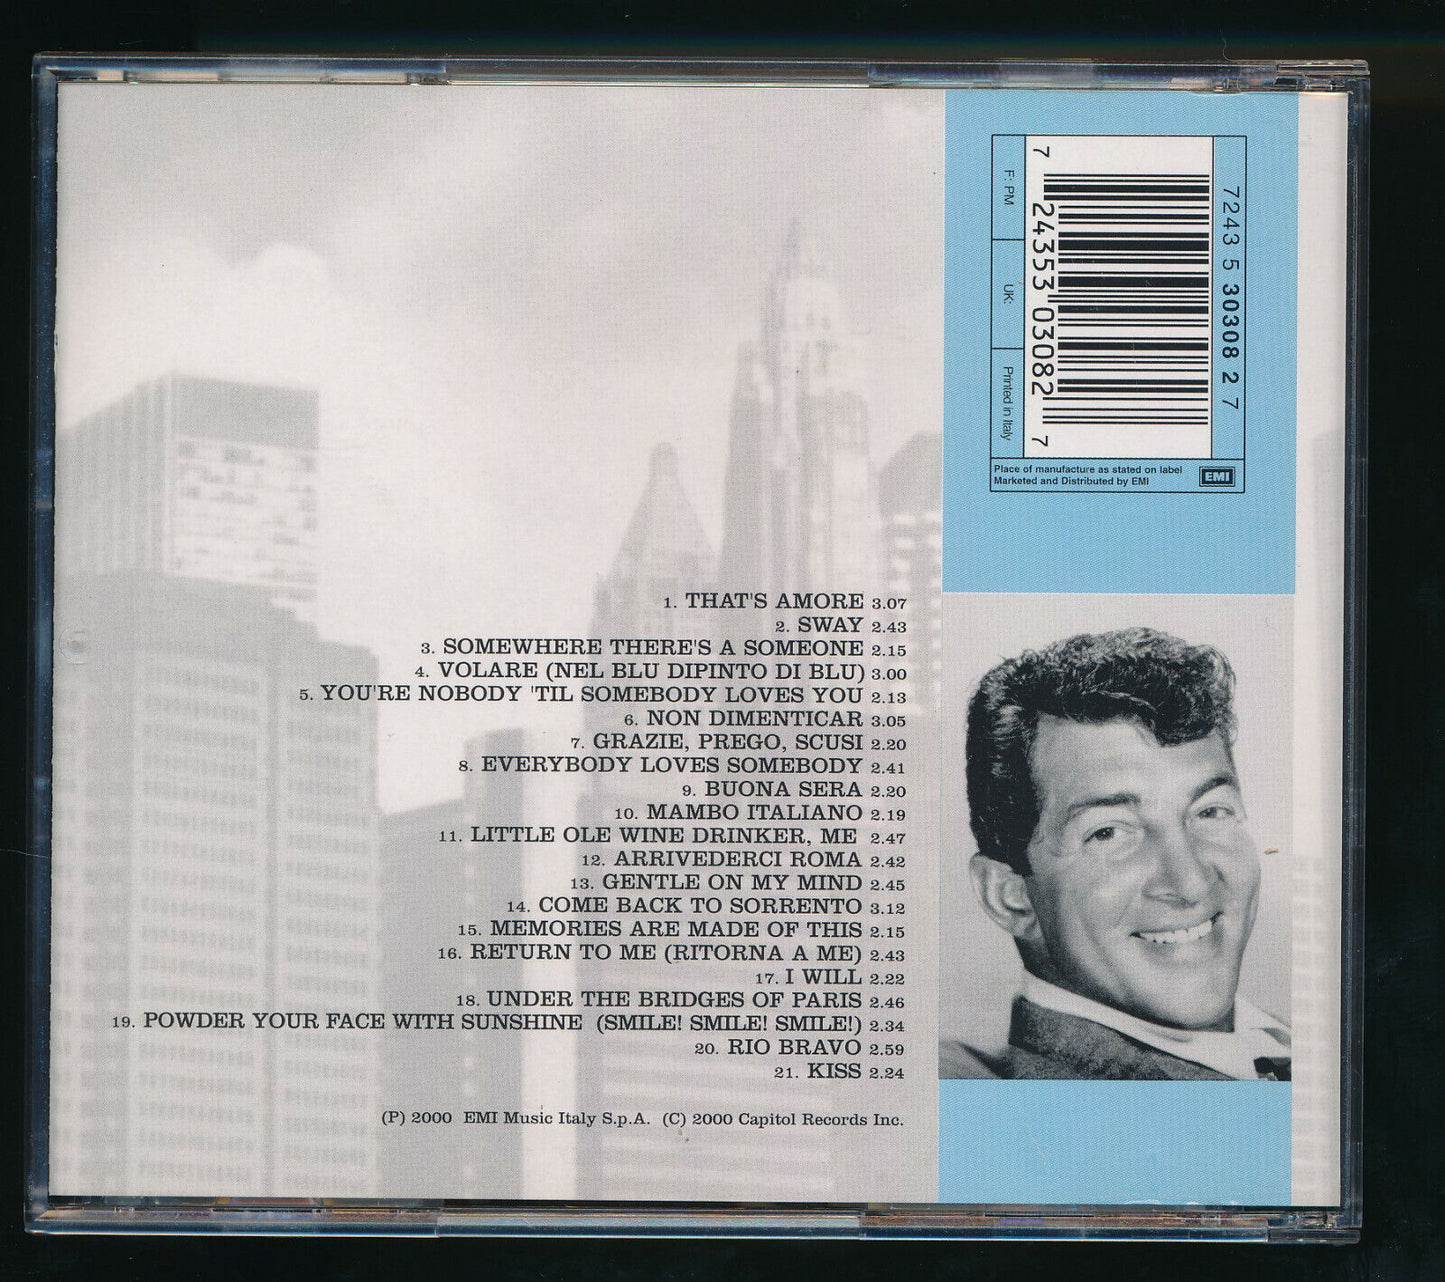 7 24353 03082 7
7243 5 30308 2 7
F: PM
UK:
Printed in Italy
Place of manufacture as stated on label
Marketed and Distributed by EMI
EMI
1. THAT'S AMORE 3.07
2. SWAY 2.43
3. SOMEWHERE THERE'S A SOMEONE 2.15
4. VOLARE (NEL BLU DIPINTO DI BLU) 3.00
5. YOU'RE NOBODY 'TIL SOMEBODY LOVES YOU 2.13
6. NON DIMENTICAR 3.05
7. GRAZIE, PREGO, SCUSI 2.20
8. EVERYBODY LOVES SOMEBODY 2.41
9. BUONA SERA 2.20
10. MAMBO ITALIANO 2.19
11. LITTLE OLE WINE DRINKER, ME 2.47
12. ARRIVEDERCI ROMA 2.42
13. GENTLE ON MY MIND 2.45
14. COME BACK TO SORRENTO 3.12
15. MEMORIES ARE MADE OF THIS 2.15
16. RETURN TO ME (RITORNA A ME) 2.43
17. I WILL 2.22
18. UNDER THE BRIDGES OF PARIS 2.46
19. POWDER YOUR FACE WITH SUNSHINE (SMILE! SMILE! SMILE!) 2.34
20. RIO BRAVO 2.59
21. KISS 2.24
(P) 2000 EMI Music Italy S.p.A. (C) 2000 Capitol Records Inc.